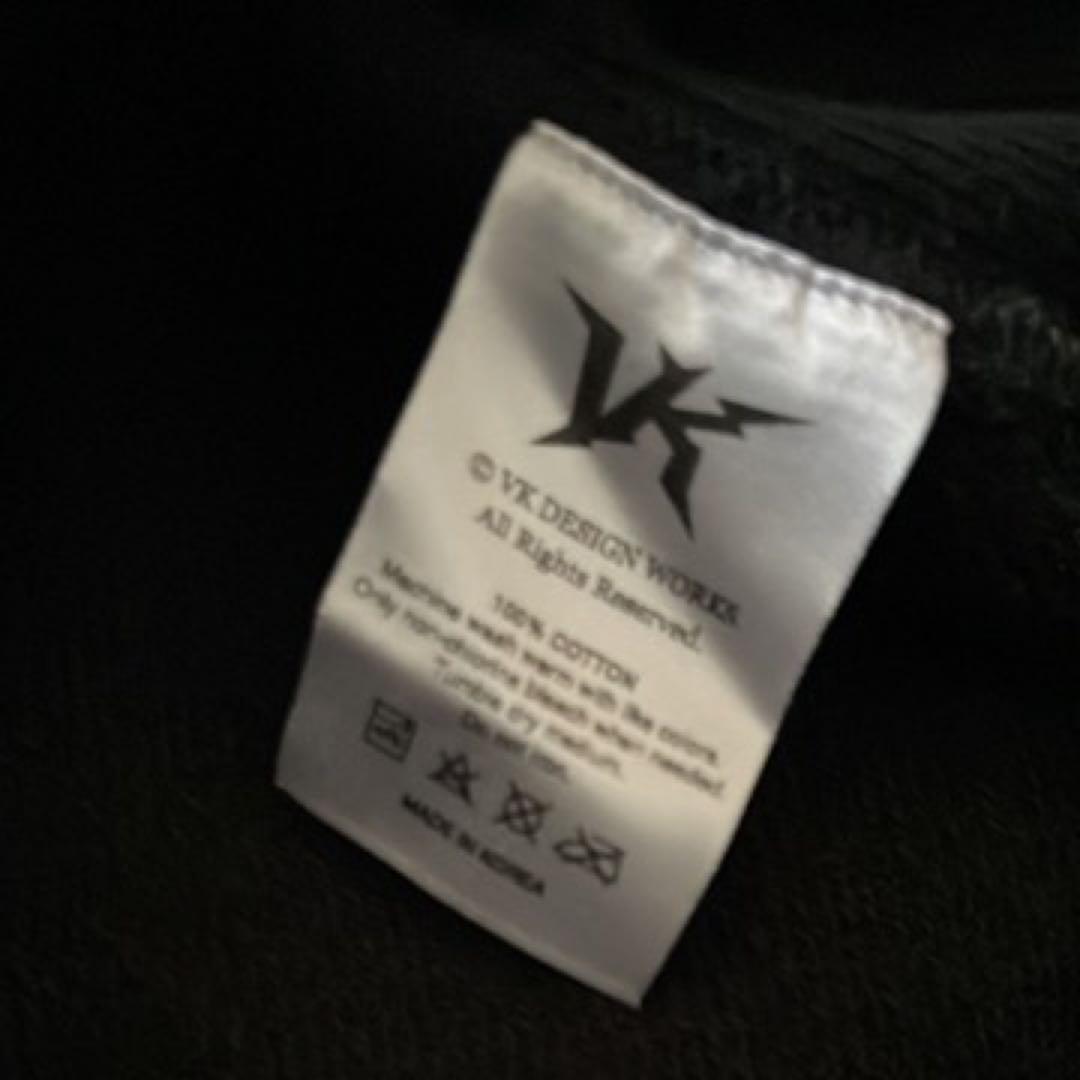 VK
© VK DESIGN WORKS
All Rights Reserved.
100% COTTON
Machine wash warm with like colors.
Only non-chlorine bleach when needed.
Tumble dry medium.
Do not iron.
MADE IN KOREA